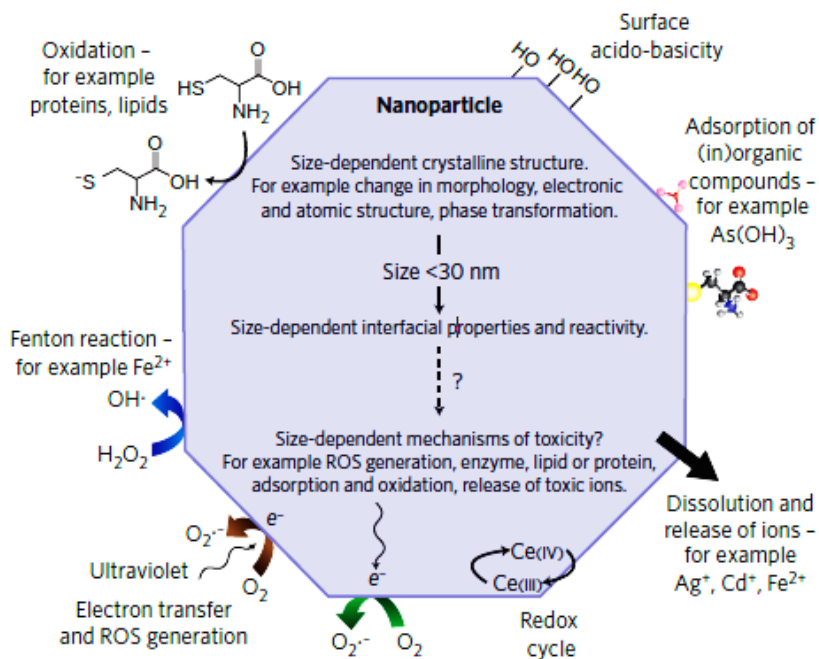 Surface
acido-basicity
HO
HO
HO
Oxidation –
for example
proteins, lipids
O
HS
OH
NH2
⁻S
O
OH
NH2
Nanoparticle
Size-dependent crystalline structure.
For example change in morphology, electronic
and atomic structure, phase transformation.
Size <30 nm
Size-dependent interfacial properties and reactivity.
?
Size-dependent mechanisms of toxicity?
For example ROS generation, enzyme, lipid or protein,
adsorption and oxidation, release of toxic ions.
Adsorption of
(in)organic
compounds –
for example
As(OH)3
Fenton reaction –
for example Fe2+
OH·
H2O2
Dissolution and
release of ions –
for example
Ag+, Cd+, Fe2+
O2·-
e-
Ultraviolet
O2
Electron transfer
and ROS generation
e-
O2·-
O2
Ce(IV)
Ce(III)
Redox
cycle